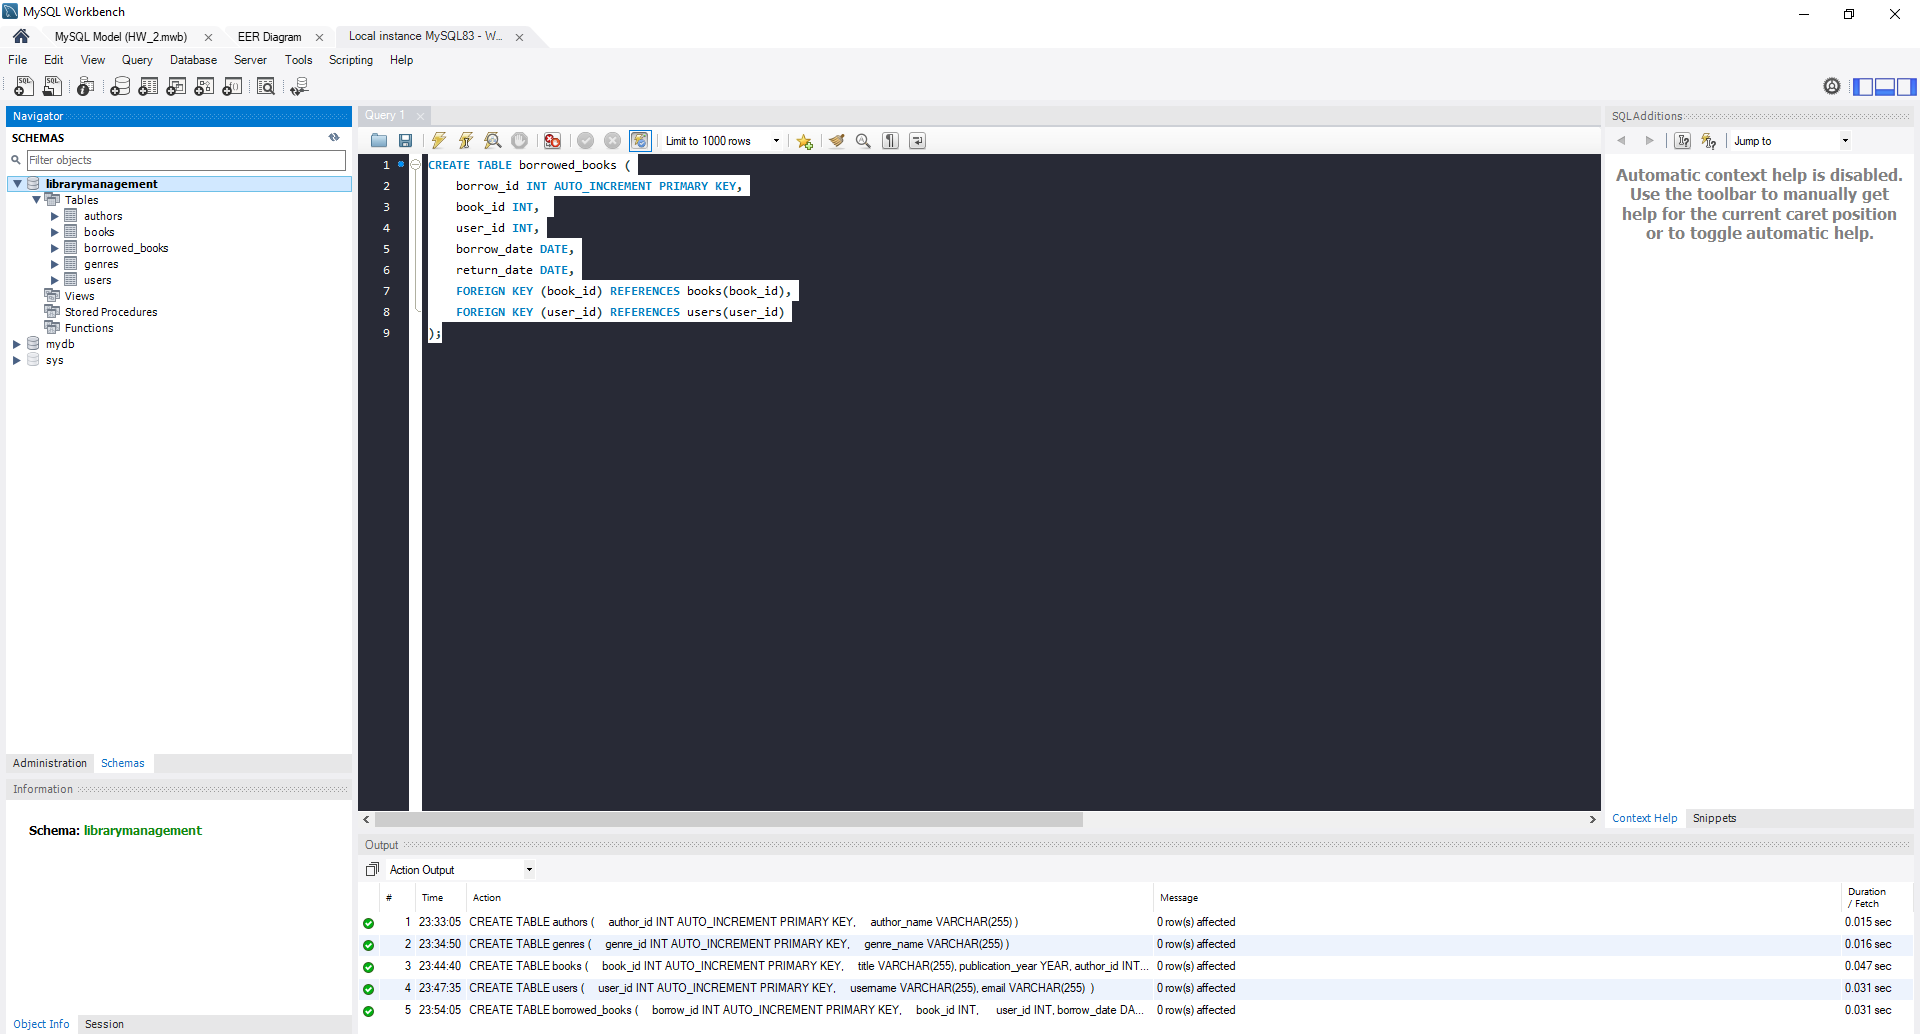 MySQL Workbench
MySQL Model (HW_2.mwb)
EER Diagram
Local instance MySQL83 - W...
File Edit View Query Database Server Tools Scripting Help
Navigator
SCHEMAS
Filter objects
librarymanagement
Tables
authors
books
borrowed_books
genres
users
Views
Stored Procedures
Functions
mydb
sys
Administration Schemas
Information
Schema: librarymanagement
Object Info Session
Query 1
Limit to 1000 rows
1 CREATE TABLE borrowed_books (
2 borrow_id INT AUTO_INCREMENT PRIMARY KEY,
3 book_id INT,
4 user_id INT,
5 borrow_date DATE,
6 return_date DATE,
7 FOREIGN KEY (book_id) REFERENCES books(book_id),
8 FOREIGN KEY (user_id) REFERENCES users(user_id)
9 );
SQLAdditions
Jump to
Automatic context help is disabled.
Use the toolbar to manually get
help for the current caret position
or to toggle automatic help.
Context Help Snippets
Output
Action Output
# Time Action Message Duration / Fetch
1 23:33:05 CREATE TABLE authors ( author_id INT AUTO_INCREMENT PRIMARY KEY, author_name VARCHAR(255) ) 0 row(s) affected 0.015 sec
2 23:34:50 CREATE TABLE genres ( genre_id INT AUTO_INCREMENT PRIMARY KEY, genre_name VARCHAR(255) ) 0 row(s) affected 0.016 sec
3 23:44:40 CREATE TABLE books ( book_id INT AUTO_INCREMENT PRIMARY KEY, title VARCHAR(255), publication_year YEAR, author_id INT... 0 row(s) affected 0.047 sec
4 23:47:35 CREATE TABLE users ( user_id INT AUTO_INCREMENT PRIMARY KEY, username VARCHAR(255), email VARCHAR(255) ) 0 row(s) affected 0.031 sec
5 23:54:05 CREATE TABLE borrowed_books ( borrow_id INT AUTO_INCREMENT PRIMARY KEY, book_id INT, user_id INT, borrow_date DA... 0 row(s) affected 0.031 sec